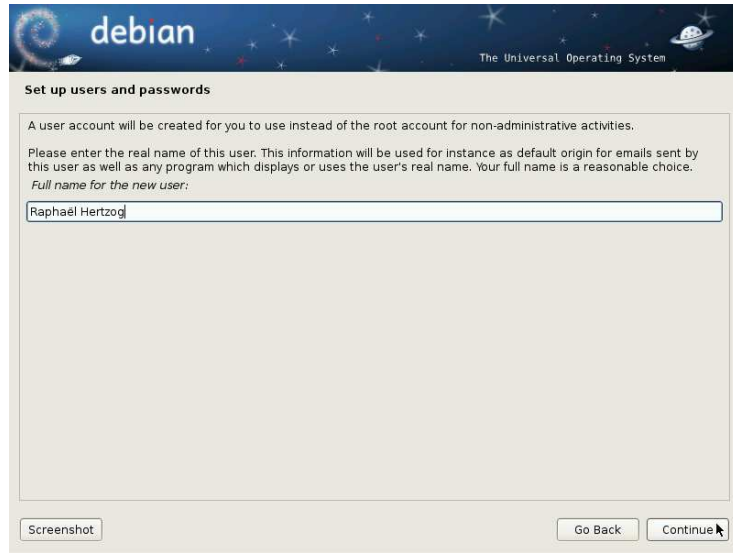 debian
The Universal Operating System
Set up users and passwords
A user account will be created for you to use instead of the root account for non-administrative activities.
Please enter the real name of this user. This information will be used for instance as default origin for emails sent by
this user as well as any program which displays or uses the user's real name. Your full name is a reasonable choice.
Full name for the new user:
Raphaël Hertzog
Screenshot
Go Back
Continue